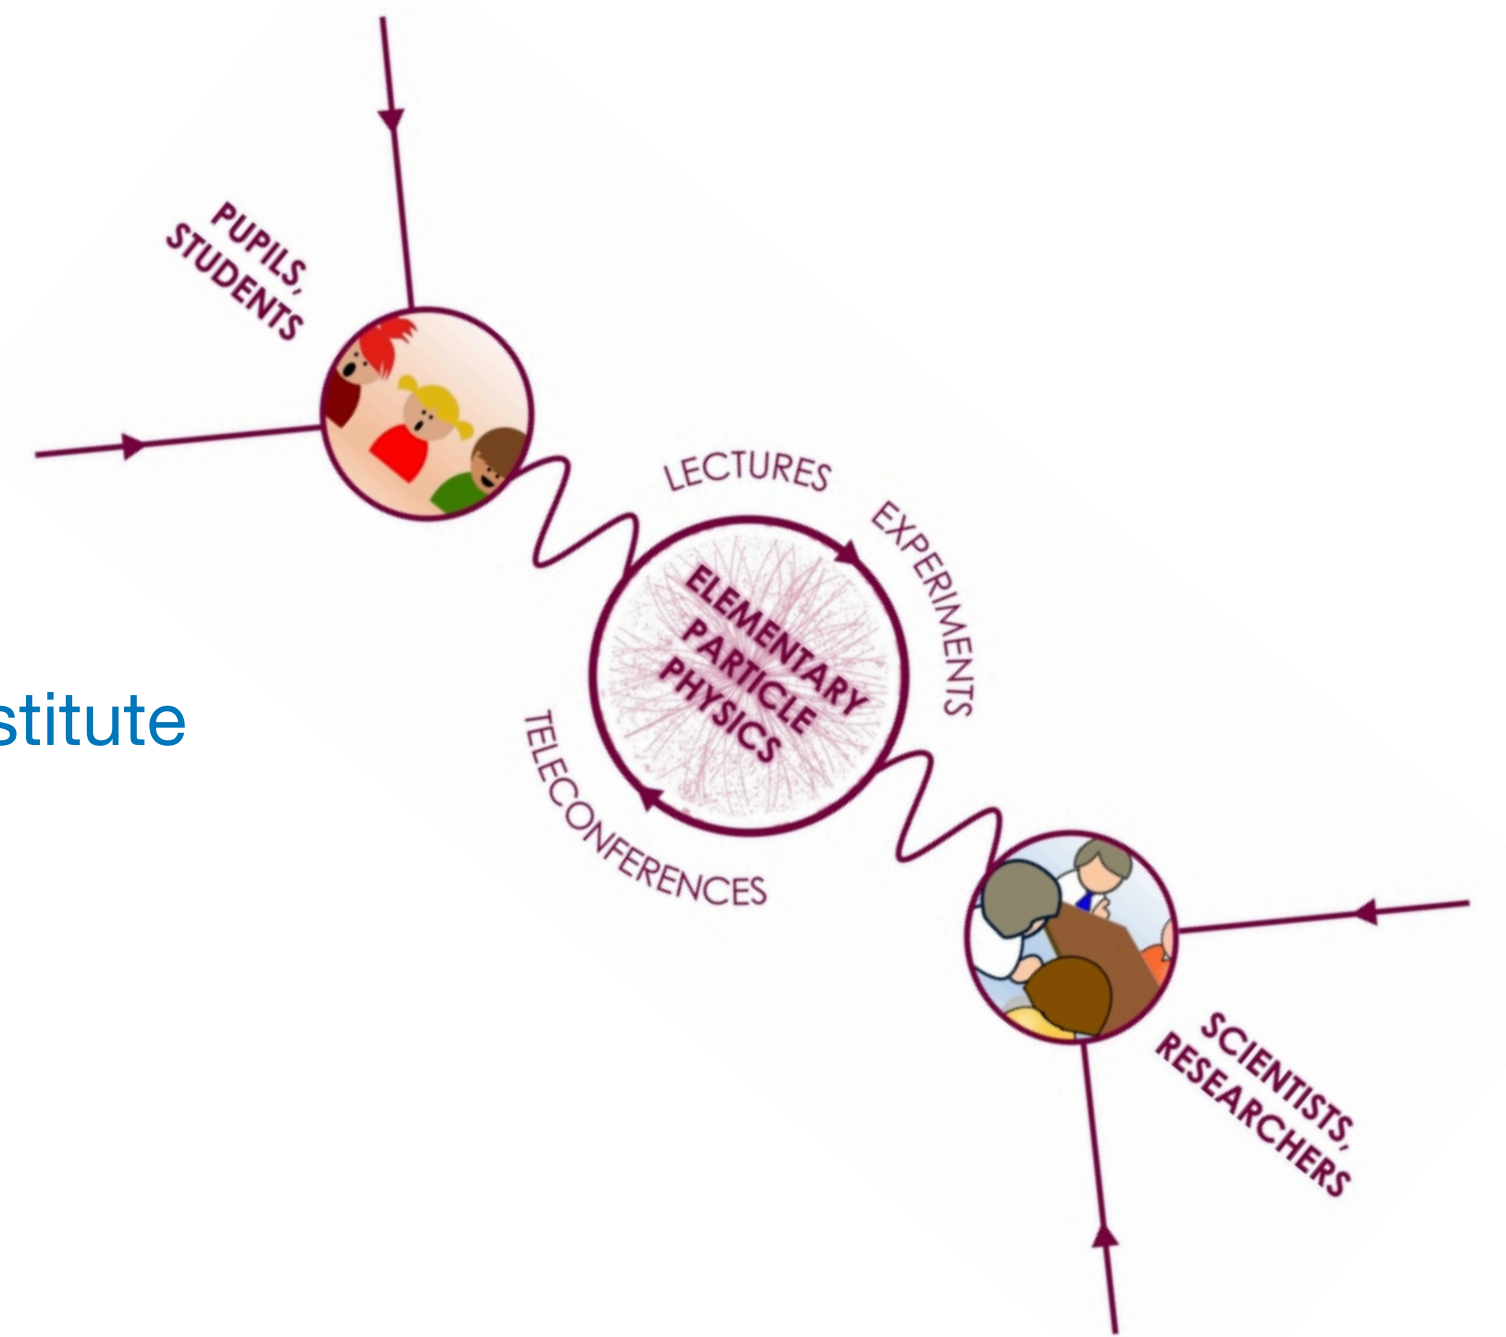 PUPILS,
STUDENTS
LECTURES
EXPERIMENTS
ELEMENTARY
PARTICLE
PHYSICS
stitute
TELECONFERENCES
SCIENTISTS,
RESEARCHERS